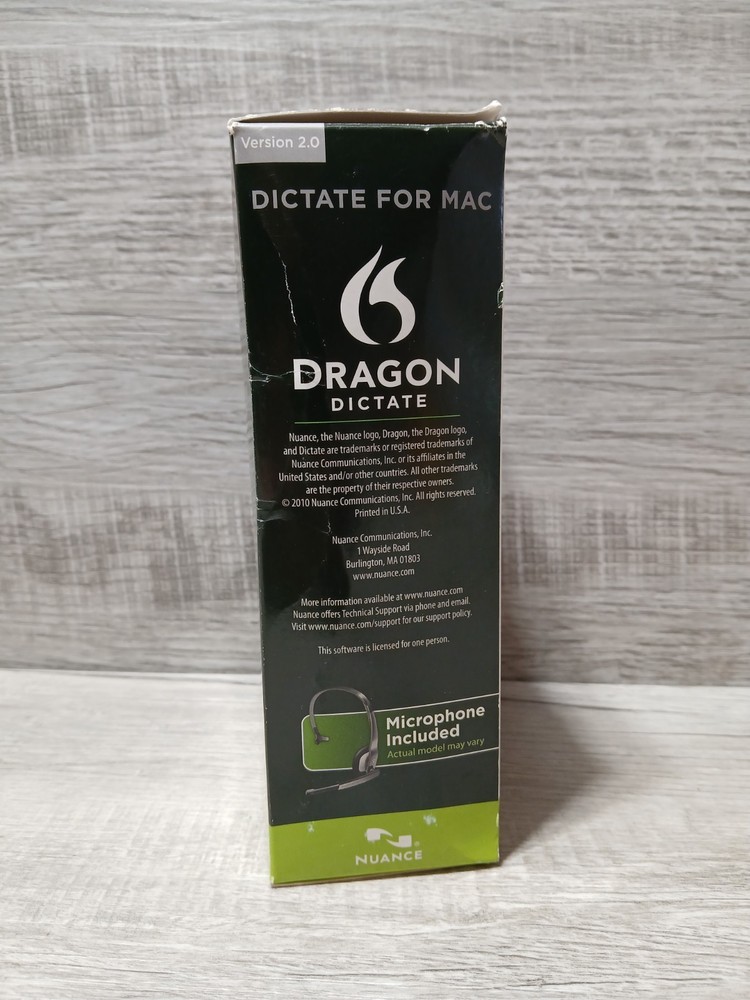 Version 2.0
DICTATE FOR MAC
DRAGON
DICTATE
Nuance, the Nuance logo, Dragon, the Dragon logo,
and Dictate are trademarks or registered trademarks of
Nuance Communications, Inc. or its affiliates in the
United States and/or other countries. All other trademarks
are the property of their respective owners.
© 2010 Nuance Communications, Inc. All rights reserved.
Printed in U.S.A.
Nuance Communications, Inc.
1 Wayside Road
Burlington, MA 01803
www.nuance.com
More information available at www.nuance.com
Nuance offers Technical Support via phone and email.
Visit www.nuance.com/support for our support policy.
This software is licensed for one person.
Microphone
Included
Actual model may vary
NUANCE